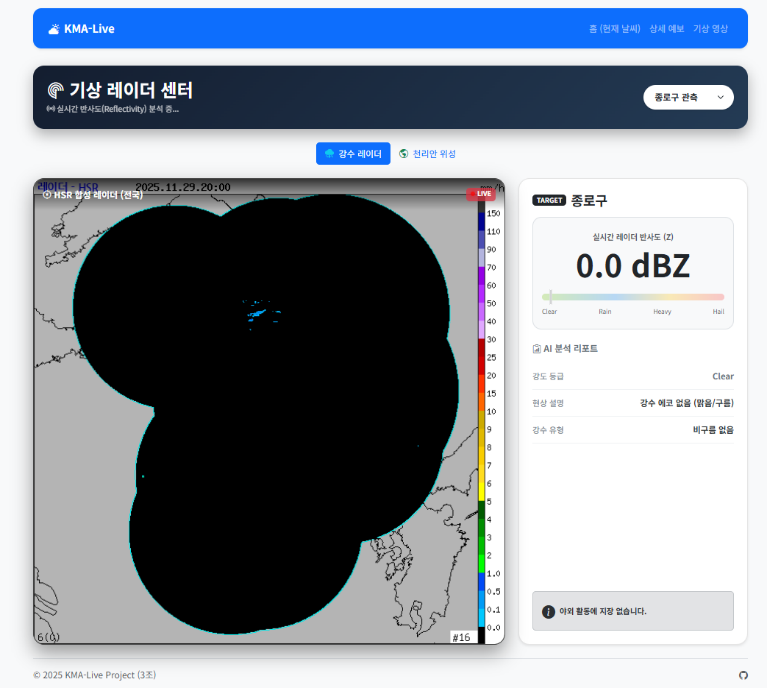 KMA-Live
홈 (현재 날씨) 상세 예보 기상 영상
기상 레이더 센터
실시간 반사도(Reflectivity) 분석 중...
종로구 관측
강수 레이더 천리안 위성
레이더 - HSR 2025.11.29.20:00 mm/h
HSR 합성 레이더 (전국)
LIVE
150
110
90
70
60
50
40
30
25
20
15
10
9
8
7
6
5
4
3
2
1.0
0.5
0.1
0.0
6(0) #16
TARGET 종로구
실시간 레이더 반사도 (Z)
0.0 dBZ
Clear Rain Heavy Hail
AI 분석 리포트
강도 등급 Clear
현상 설명 강수 에코 없음 (맑음/구름)
강수 유형 비구름 없음
야외 활동에 지장 없습니다.
© 2025 KMA-Live Project (3조)